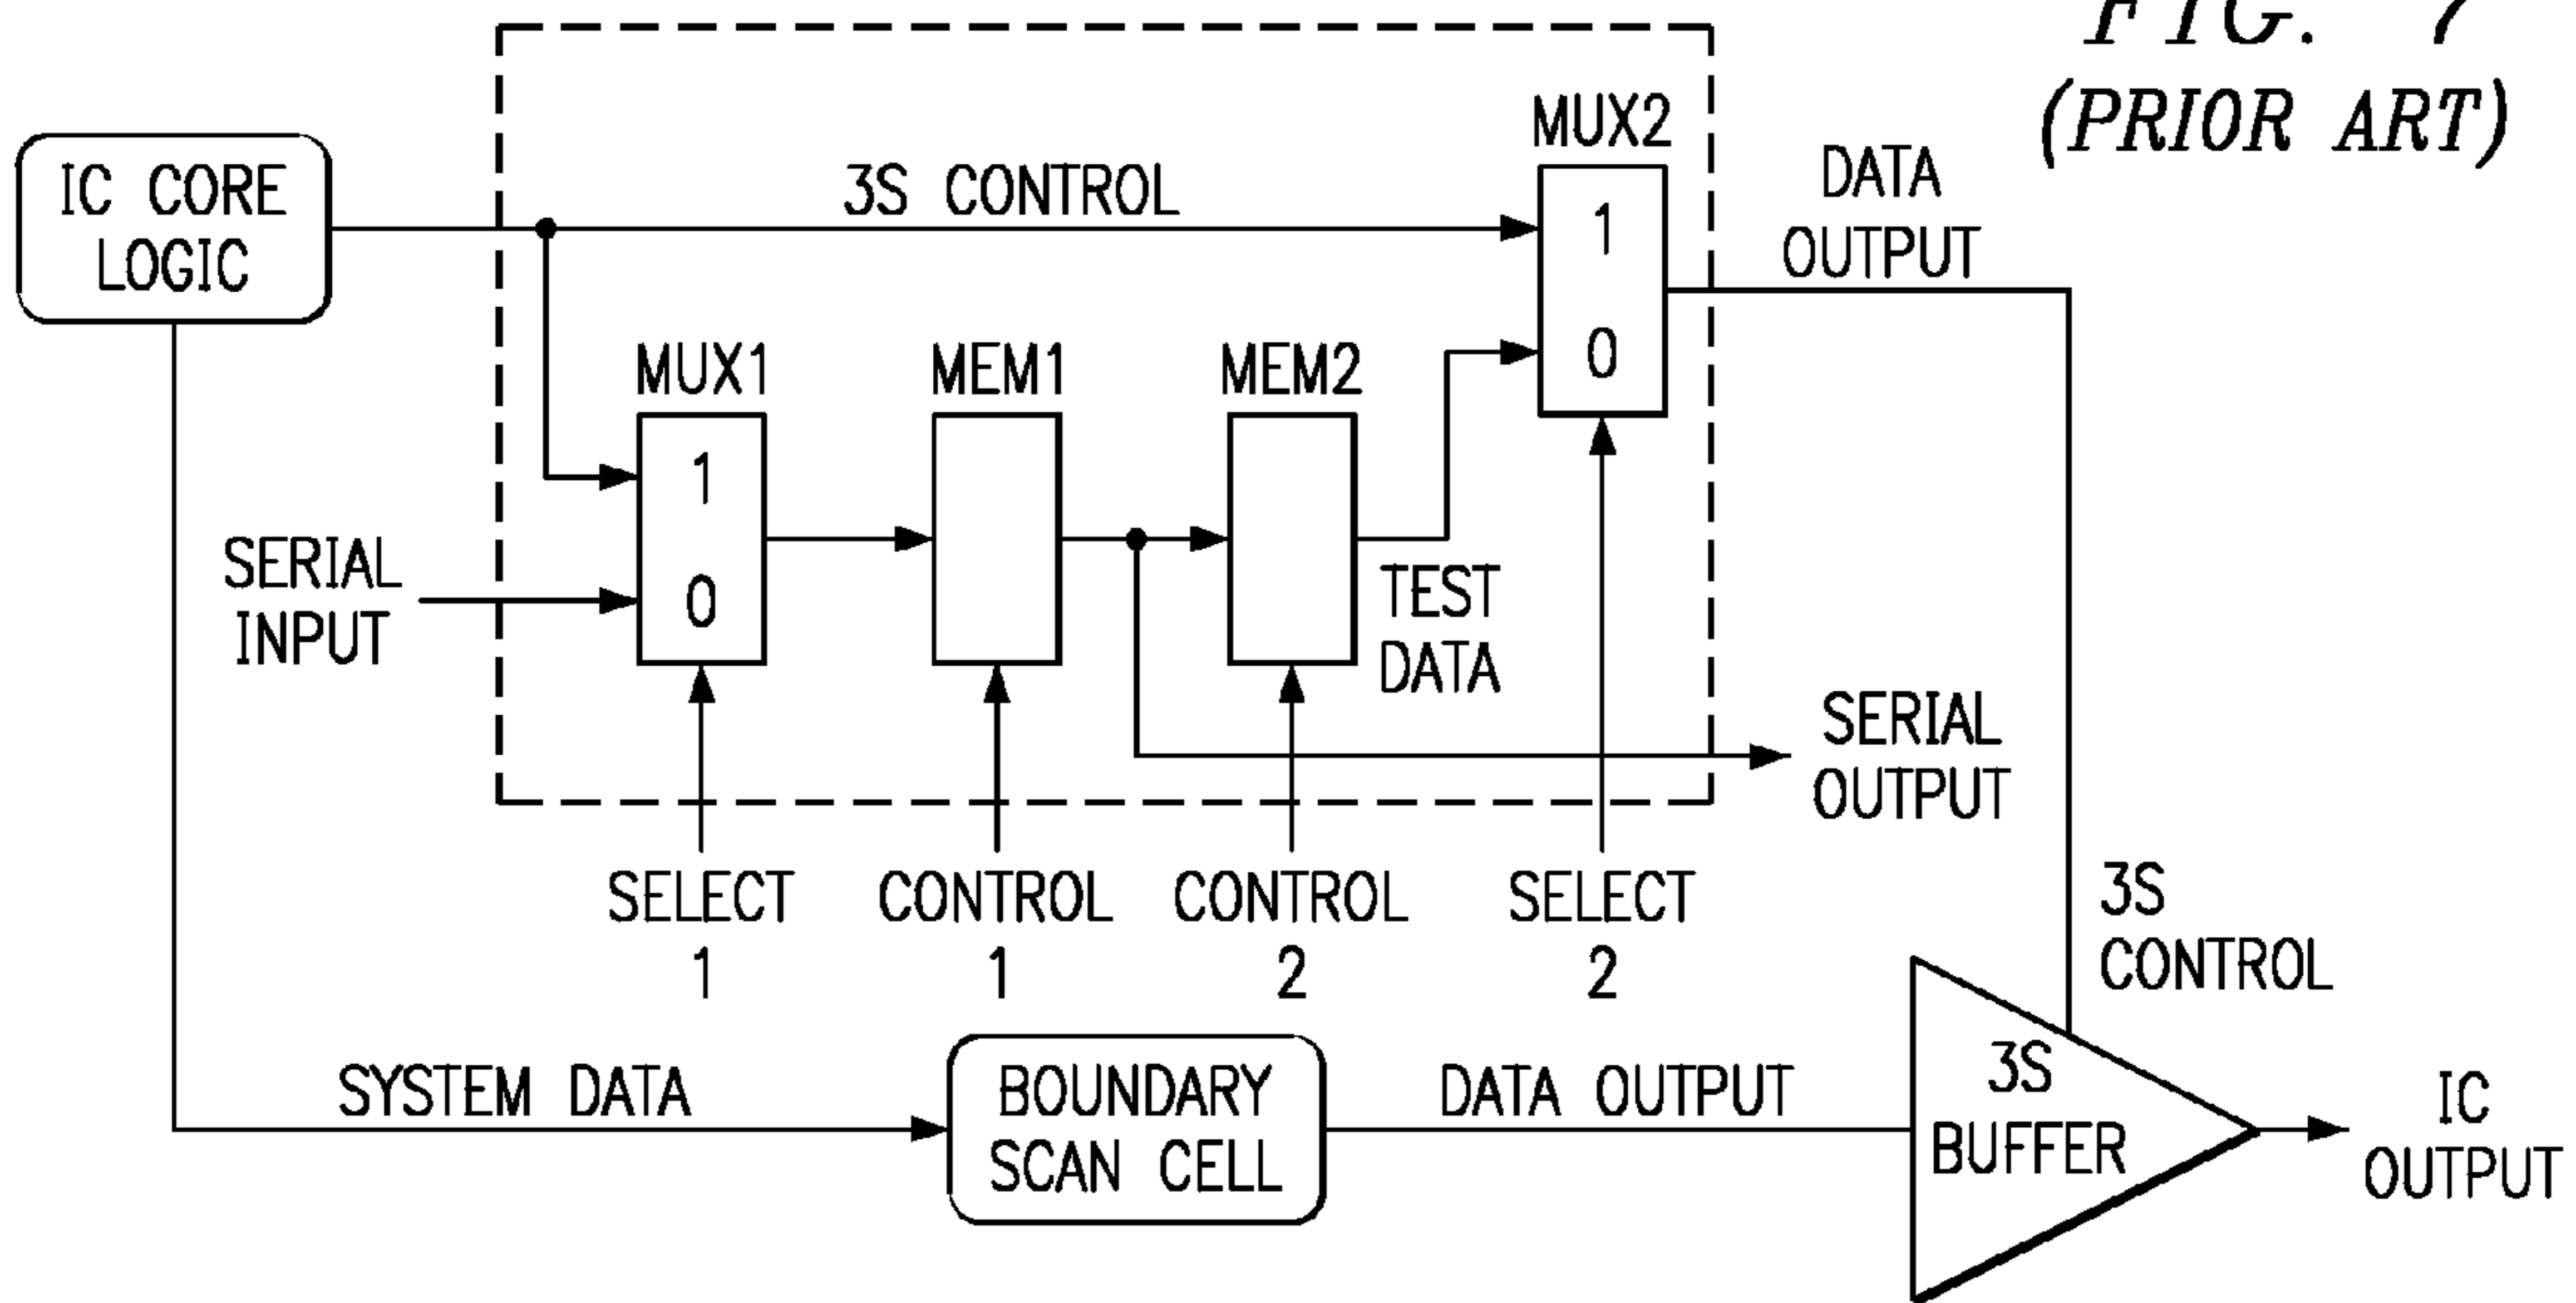 FIG. 7
(PRIOR ART)
IC CORE
LOGIC
3S CONTROL
MUX2
1
0
DATA
OUTPUT
MUX1
1
0
MEM1
MEM2
SERIAL
INPUT
TEST
DATA
SERIAL
OUTPUT
SELECT
1
CONTROL
1
CONTROL
2
SELECT
2
3S
CONTROL
SYSTEM DATA
BOUNDARY
SCAN CELL
DATA OUTPUT
3S
BUFFER
IC
OUTPUT